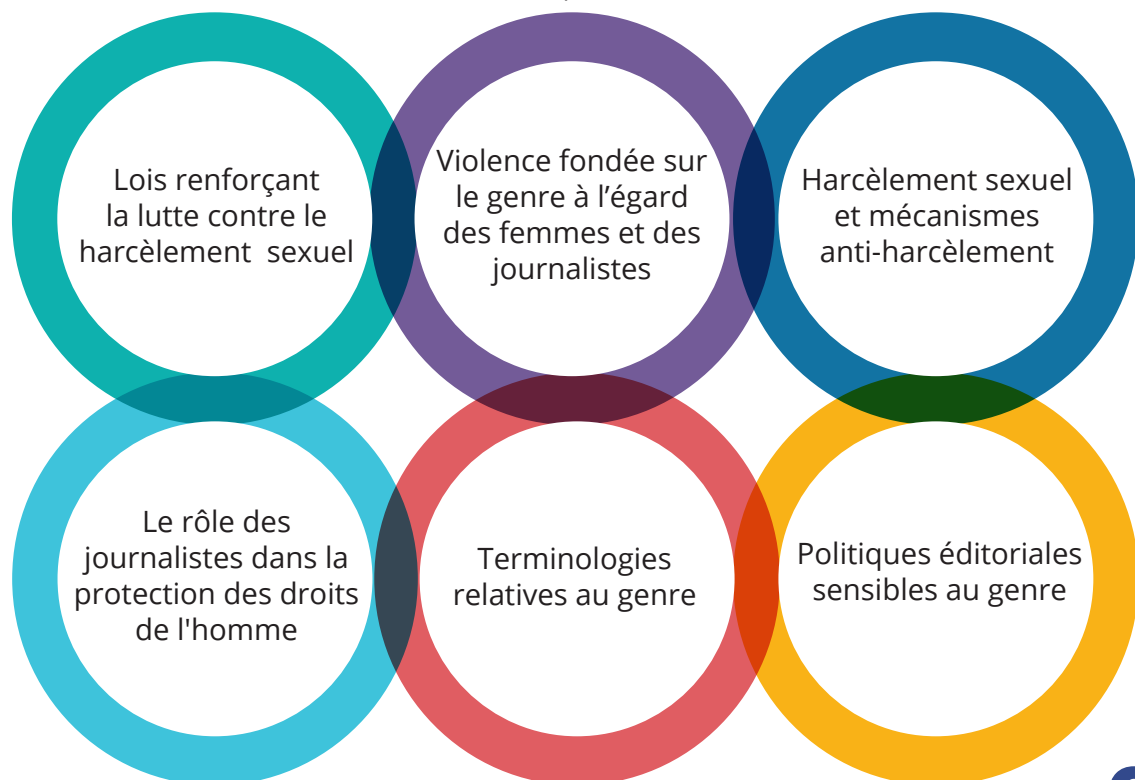 Lois renforçant
la lutte contre le
harcèlement  sexuel
Violence fondée sur
le genre à l’égard
des femmes et des
journalistes
Harcèlement sexuel
et mécanismes
anti-harcèlement
Le rôle des
journalistes dans la
protection des droits
de l'homme
Terminologies
relatives au genre
Politiques éditoriales
sensibles au genre